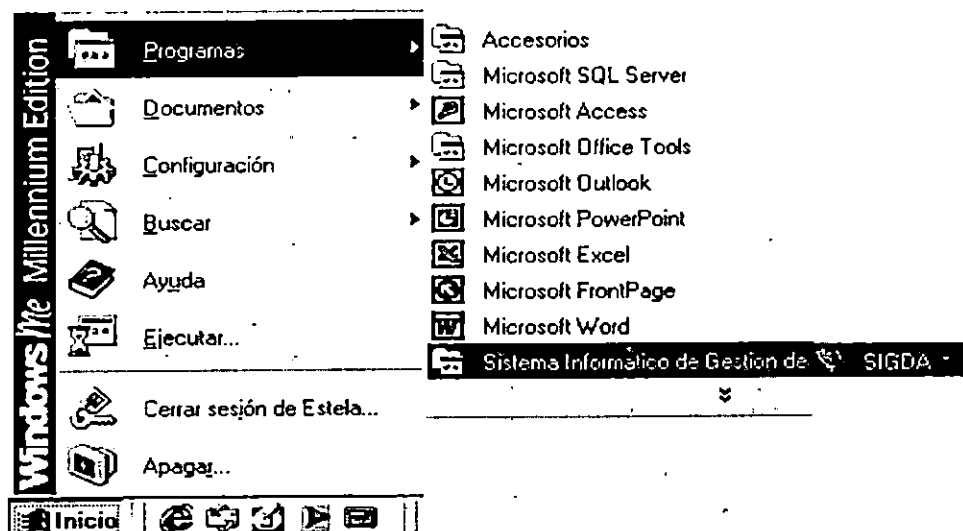 Windows Me Millennium Edition
Programas
Documentos
Configuración
Buscar
Ayuda
Ejecutar...
Cerrar sesión de Estela...
Apagar...
Inicio
Accesorios
Microsoft SQL Server
Microsoft Access
Microsoft Office Tools
Microsoft Outlook
Microsoft PowerPoint
Microsoft Excel
Microsoft FrontPage
Microsoft Word
Sistema Informático de Gestion de SIGDA